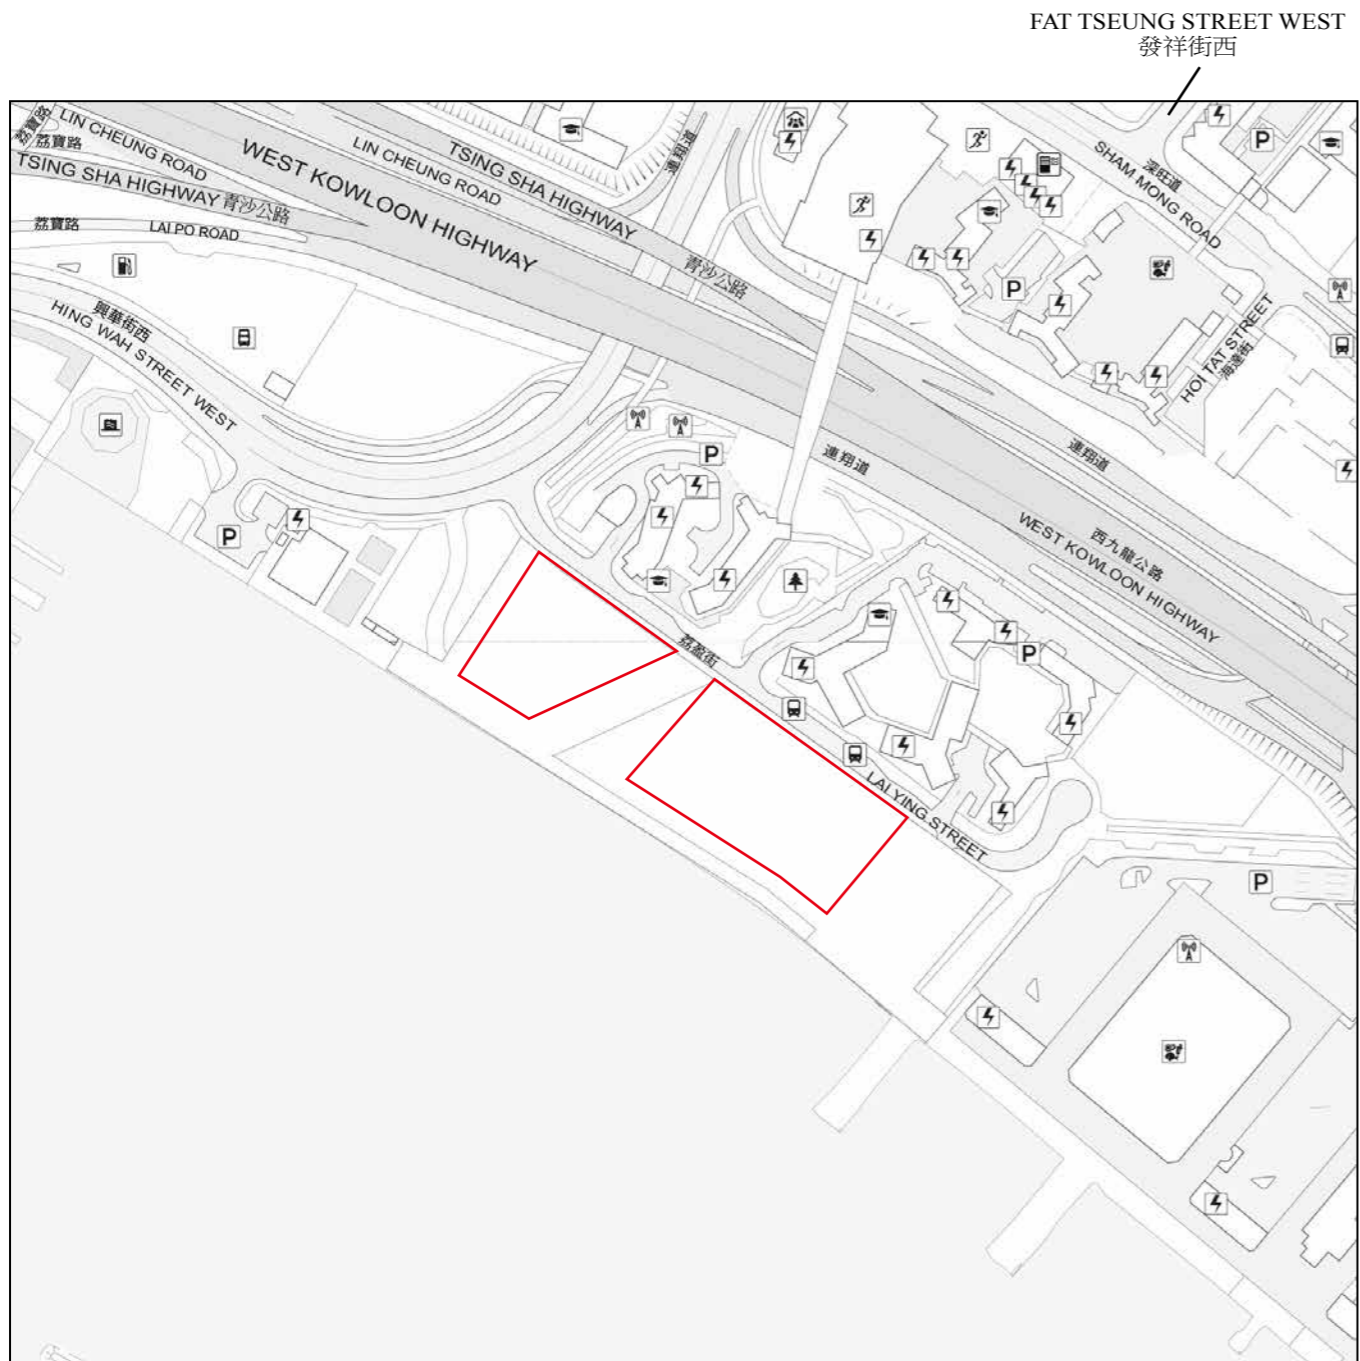 FAT TSEUNG STREET WEST
發祥街西
荔寶路
LIN CHEUNG ROAD
荔寶路
TSING SHA HIGHWAY 青沙公路
荔寶路
LAI PO ROAD
WEST KOWLOON HIGHWAY
LIN CHEUNG ROAD
TSING SHA HIGHWAY
青沙公路
深旺道
SHAM MONG ROAD
P
P
HOI TAT STREET
海達街
興華街西
HING WAH STREET WEST
P
連翔道
連翔道
P
西九龍公路
WEST KOWLOON HIGHWAY
荔盈街
P
LAI YING STREET
P